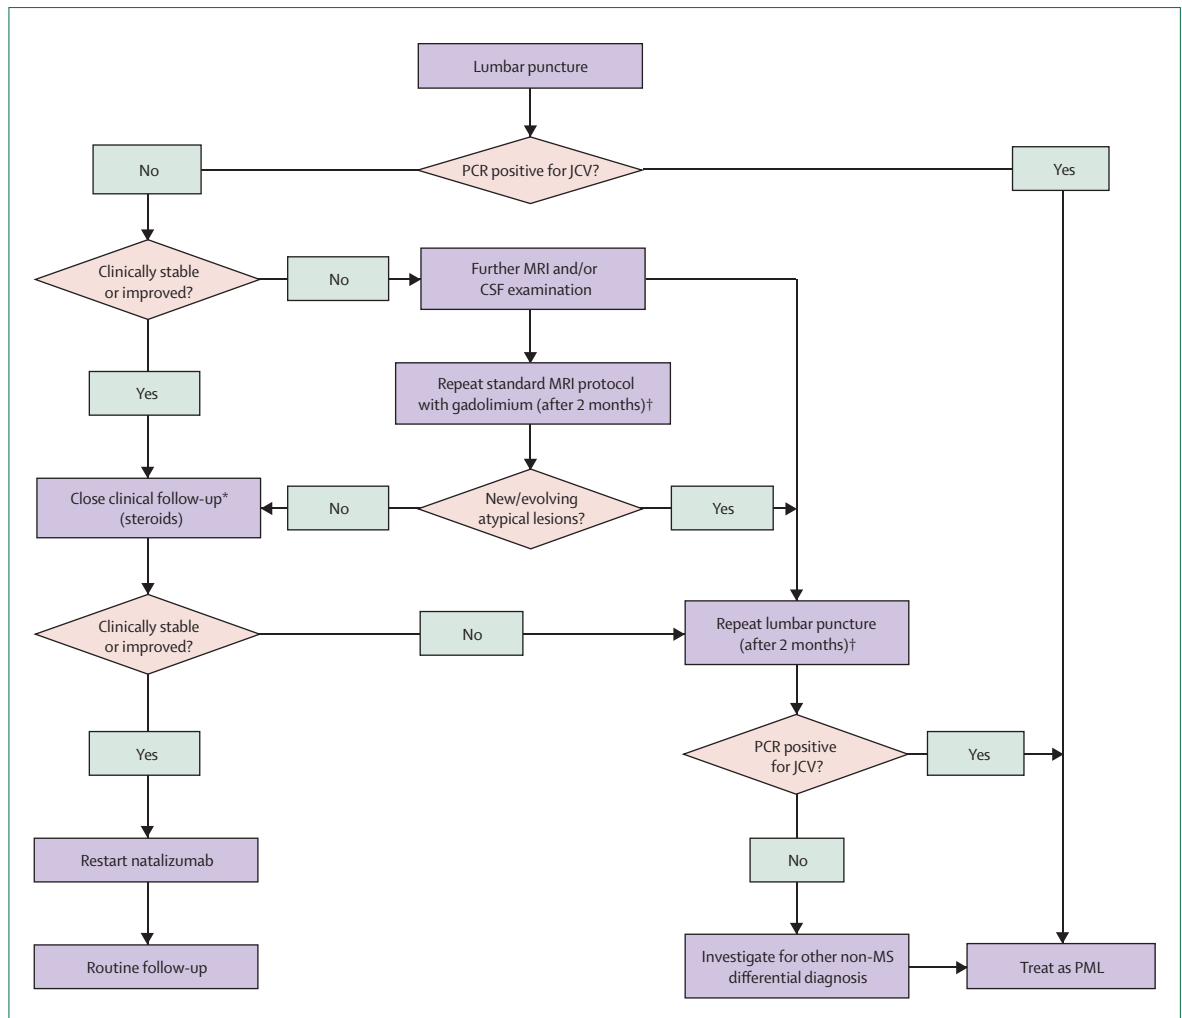 Lumbar puncture
No
PCR positive for JCV?
Yes
Clinically stable
or improved?
No
Further MRI and/or
CSF examination
Yes
Repeat standard MRI protocol
with gadolimium (after 2 months)†
Close clinical follow-up*
(steroids)
No
New/evolving
atypical lesions?
Yes
Clinically stable
or improved?
No
Repeat lumbar puncture
(after 2 months)†
Yes
PCR positive
for JCV?
Yes
Restart natalizumab
No
Routine follow-up
Investigate for other non-MS
differential diagnosis
Treat as PML